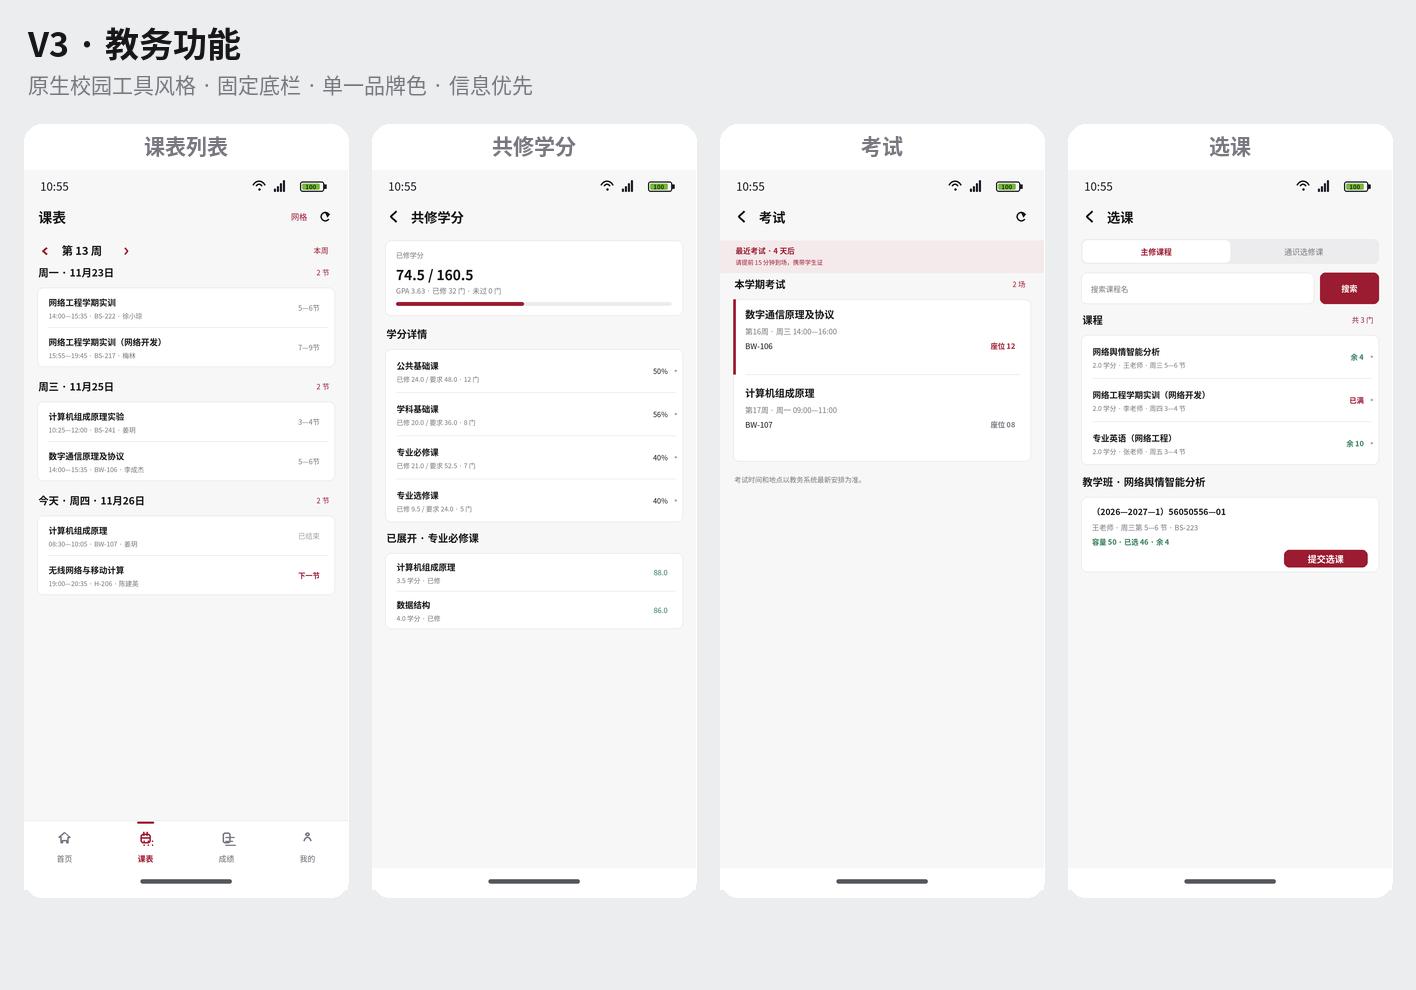 V3 · 教务功能
原生校园工具风格 · 固定底栏 · 单一品牌色 · 信息优先
课表列表
10:55
100
课表
网格
第 13 周
本周
周一 · 11月23日
2 节
网络工程学期实训
14:00—15:35 · BS-222 · 徐小琼
5—6节
网络工程学期实训（网络开发）
15:55—19:45 · BS-217 · 梅林
7—9节
周三 · 11月25日
2 节
计算机组成原理实验
10:25—12:00 · BS-241 · 姜玥
3—4节
数字通信原理及协议
14:00—15:35 · BW-106 · 李成杰
5—6节
今天 · 周四 · 11月26日
2 节
计算机组成原理
08:30—10:05 · BW-107 · 姜玥
已结束
无线网络与移动计算
19:00—20:35 · H-206 · 陈建英
下一节
首页
课表
成绩
我的
共修学分
10:55
100
共修学分
已修学分
74.5 / 160.5
GPA 3.63 · 已修 32 门 · 未过 0 门
学分详情
公共基础课
已修 24.0 / 要求 48.0 · 12 门
50%
学科基础课
已修 20.0 / 要求 36.0 · 8 门
56%
专业必修课
已修 21.0 / 要求 52.5 · 7 门
40%
专业选修课
已修 9.5 / 要求 24.0 · 5 门
40%
已展开 · 专业必修课
计算机组成原理
3.5 学分 · 已修
88.0
数据结构
4.0 学分 · 已修
86.0
考试
10:55
100
考试
最近考试 · 4 天后
请提前 15 分钟到场，携带学生证
本学期考试
2 场
数字通信原理及协议
第16周 · 周三 14:00—16:00
BW-106
座位 12
计算机组成原理
第17周 · 周一 09:00—11:00
BW-107
座位 08
考试时间和地点以教务系统最新安排为准。
选课
10:55
100
选课
主修课程
通识选修课
搜索课程名
搜索
课程
共 3 门
网络舆情智能分析
2.0 学分 · 王老师 · 周三 5—6 节
余 4
网络工程学期实训（网络开发）
2.0 学分 · 李老师 · 周四 3—4 节
已满
专业英语（网络工程）
2.0 学分 · 张老师 · 周五 3—4 节
余 10
教学班 · 网络舆情智能分析
（2026—2027—1）56050556—01
王老师 · 周三第 5—6 节 · BS-223
容量 50 · 已选 46 · 余 4
提交选课